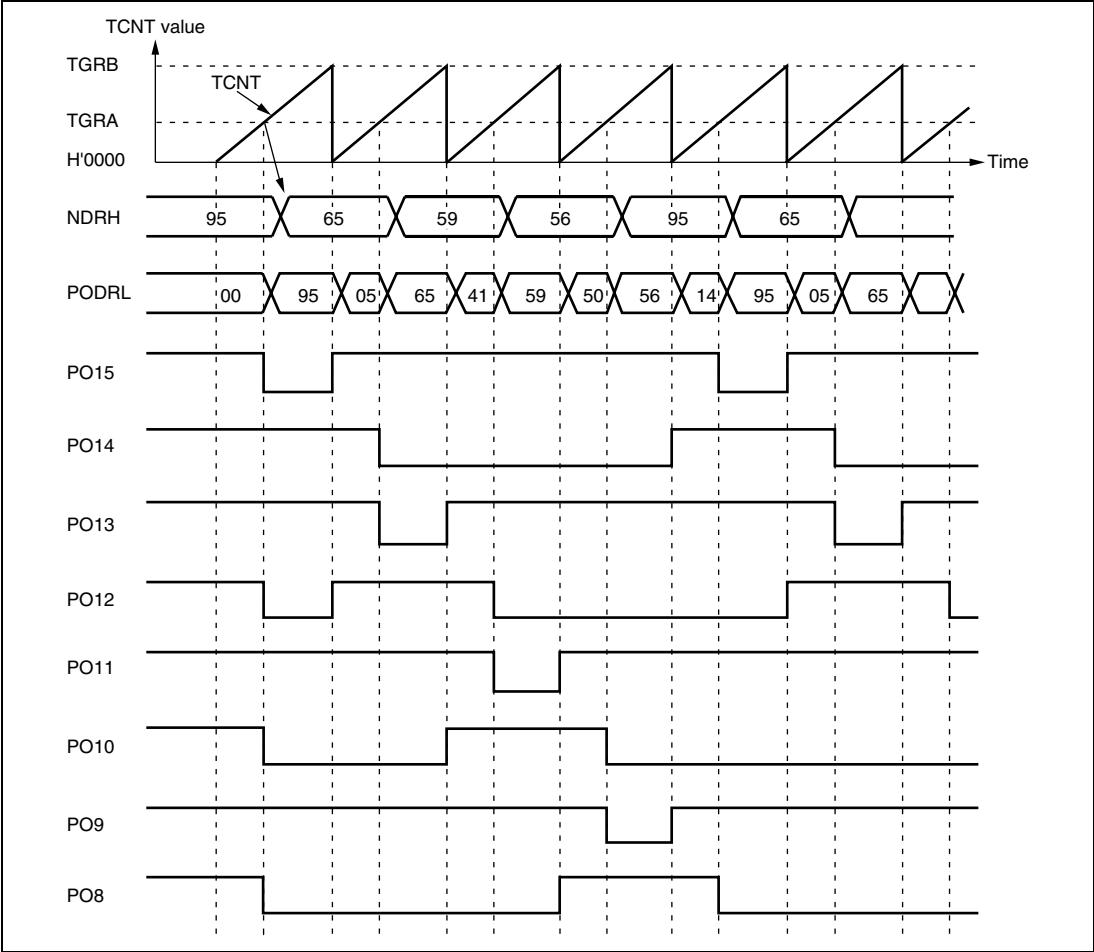 TCNT value
TGRB
TCNT
TGRA
H'0000
Time
NDRH 95 65 59 56 95 65
PODRL 00 95 05 65 41 59 50 56 14 95 05 65
PO15
PO14
PO13
PO12
PO11
PO10
PO9
PO8